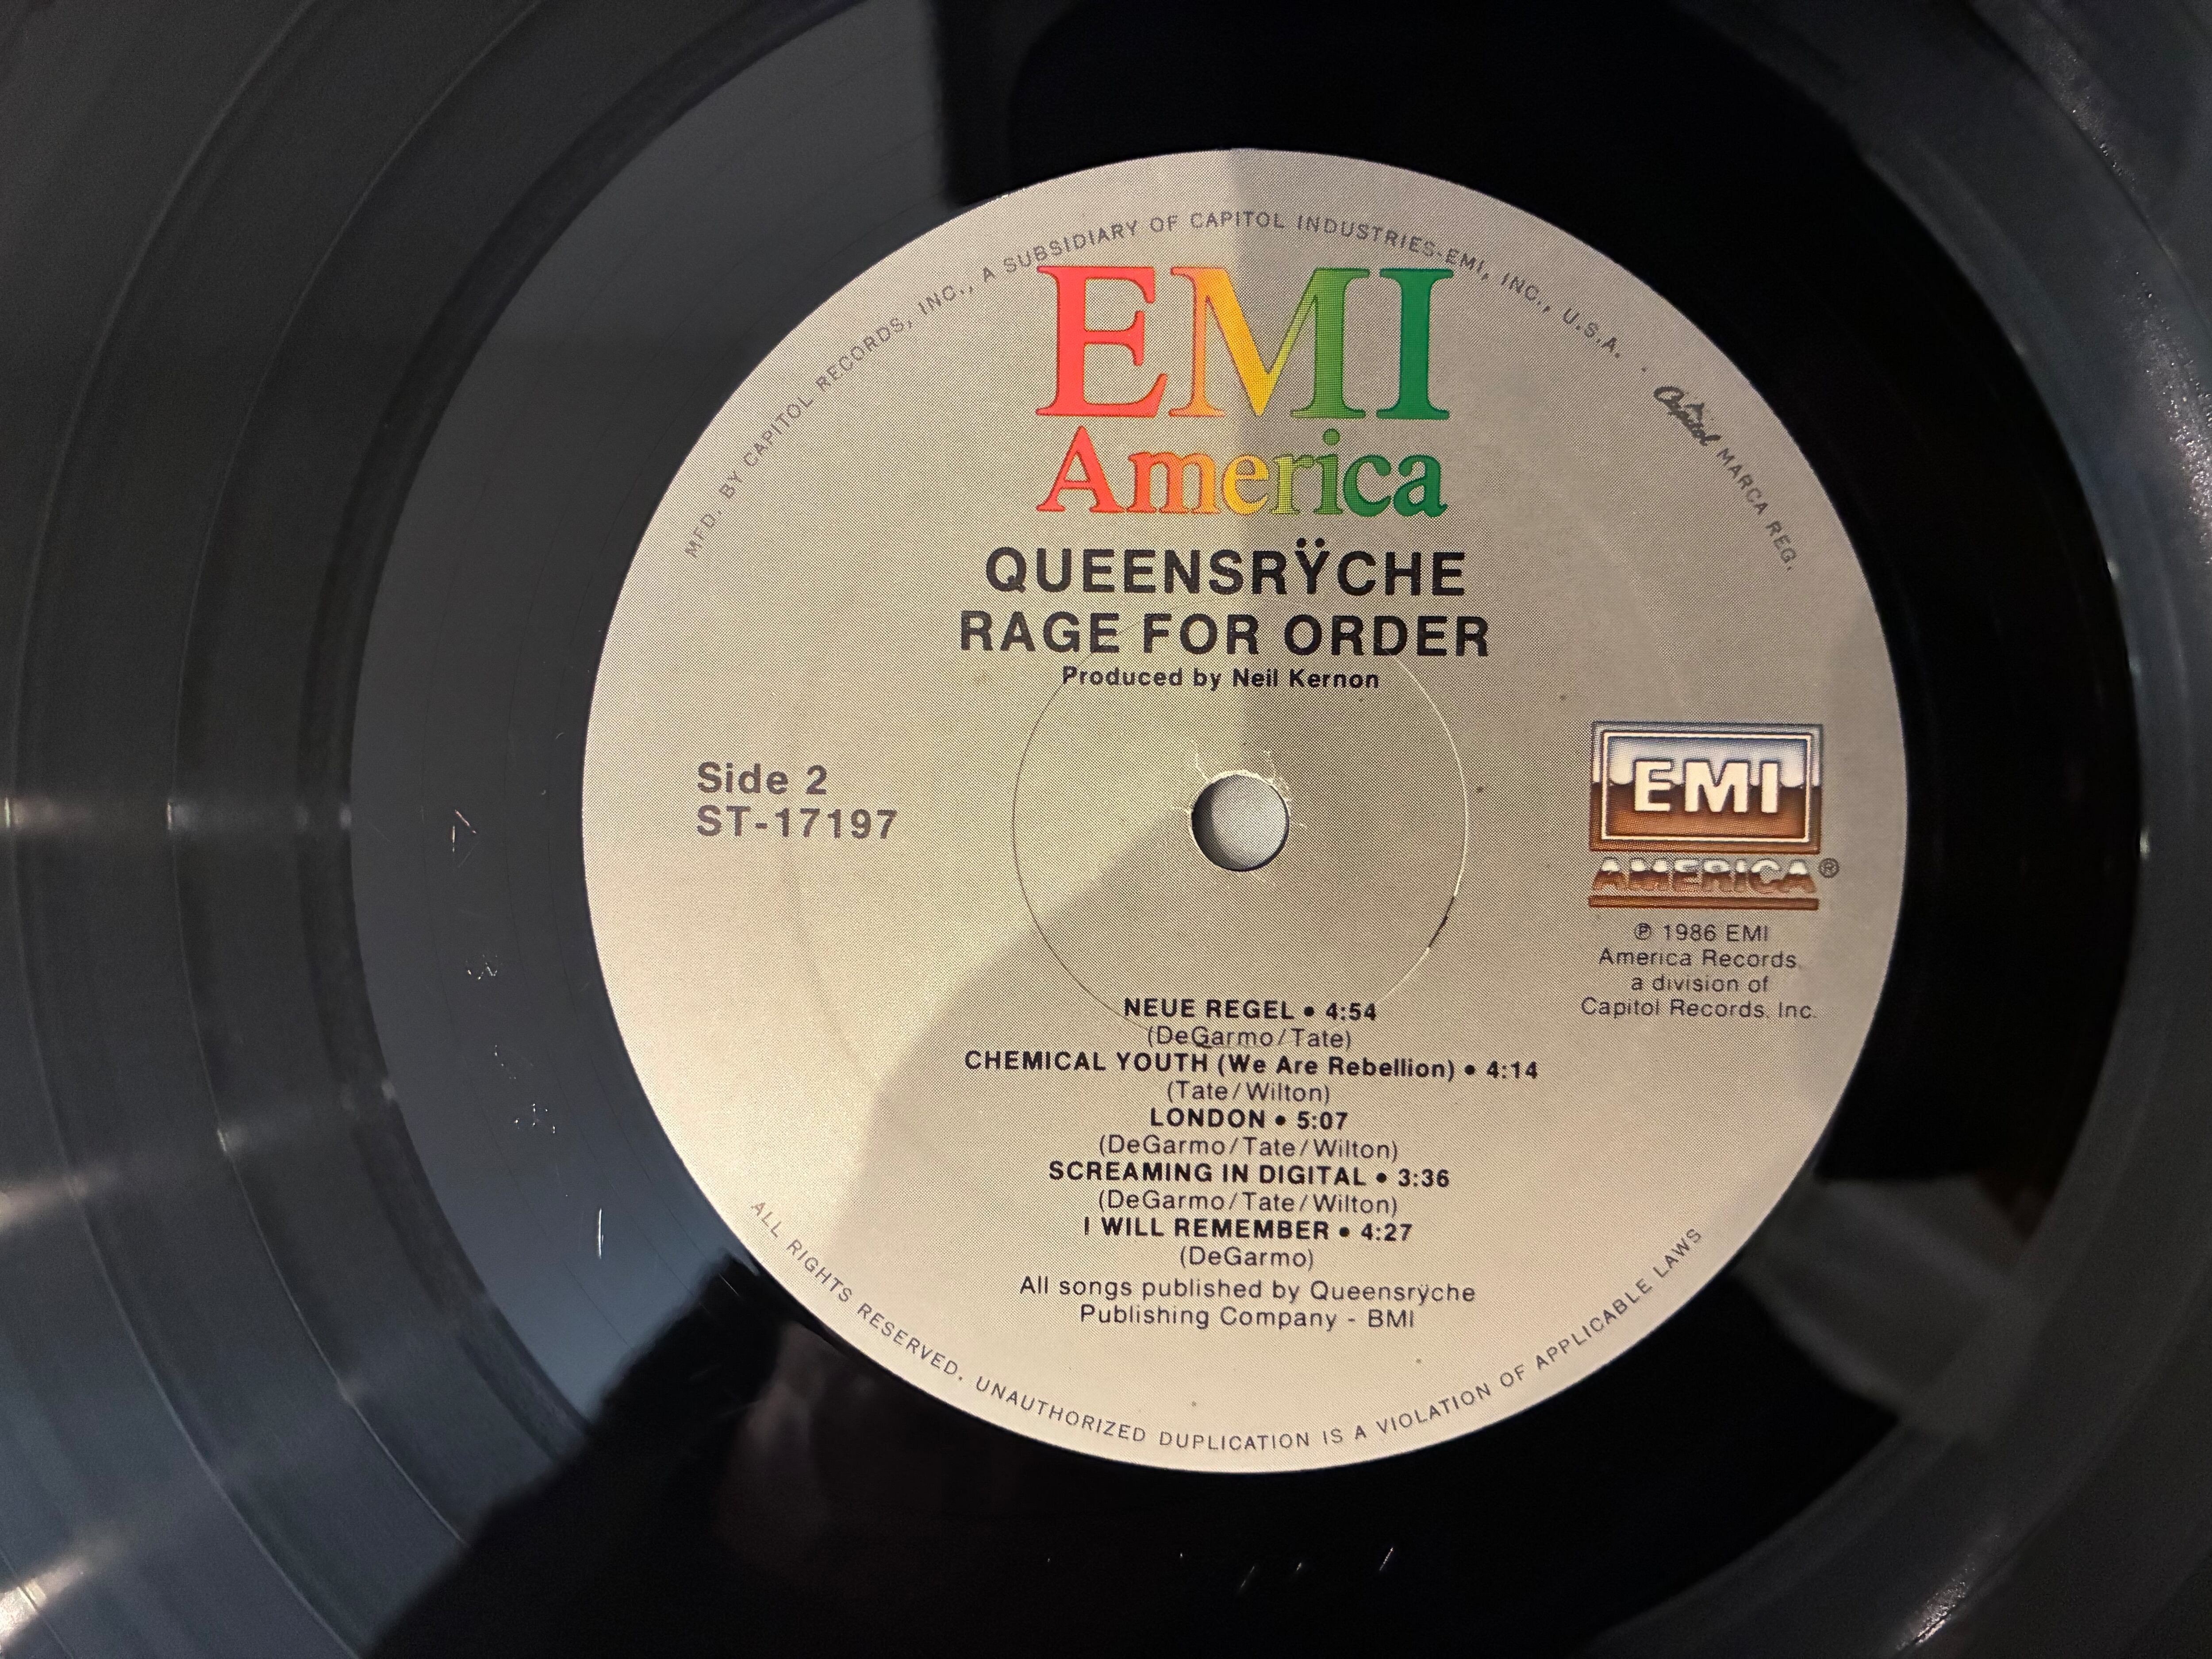 MFD. BY CAPITOL RECORDS, INC., A SUBSIDIARY OF CAPITOL INDUSTRIES-EMI, INC., U.S.A. · Capitol MARCA REG.
EMI
America
QUEENSRŸCHE
RAGE FOR ORDER
Produced by Neil Kernon
Side 2
ST-17197
EMI
AMERICA®
℗ 1986 EMI
America Records,
a division of
Capitol Records, Inc.
NEUE REGEL • 4:54
(DeGarmo/Tate)
CHEMICAL YOUTH (We Are Rebellion) • 4:14
(Tate/Wilton)
LONDON • 5:07
(DeGarmo/Tate/Wilton)
SCREAMING IN DIGITAL • 3:36
(DeGarmo/Tate/Wilton)
I WILL REMEMBER • 4:27
(DeGarmo)
All songs published by Queensrÿche
Publishing Company - BMI
ALL RIGHTS RESERVED. UNAUTHORIZED DUPLICATION IS A VIOLATION OF APPLICABLE LAWS